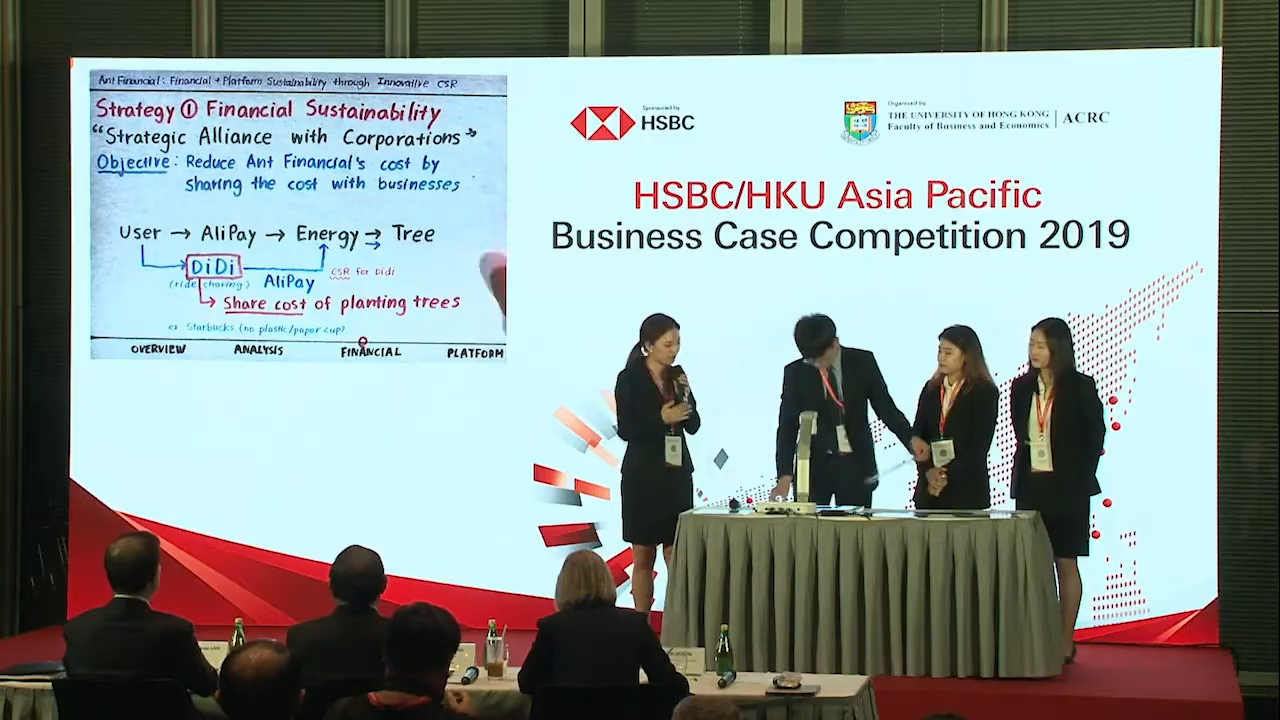 Ant Financial: Financial + Platform Sustainability through Innovative CSR
Strategy ① Financial Sustainability
"Strategic Alliance with Corporations"
Objective: Reduce Ant Financial's cost by
sharing the cost with businesses
User → AliPay → Energy → Tree
DiDi
CSR for Didi
(ride sharing)
AliPay
Share cost of planting trees
ex Starbucks (no plastic/paper cup?
OVERVIEW ANALYSIS FINANCIAL PLATFORM
Sponsored by
HSBC
Organized by
THE UNIVERSITY OF HONG KONG
Faculty of Business and Economics
ACRC
HSBC/HKU Asia Pacific
Business Case Competition 2019